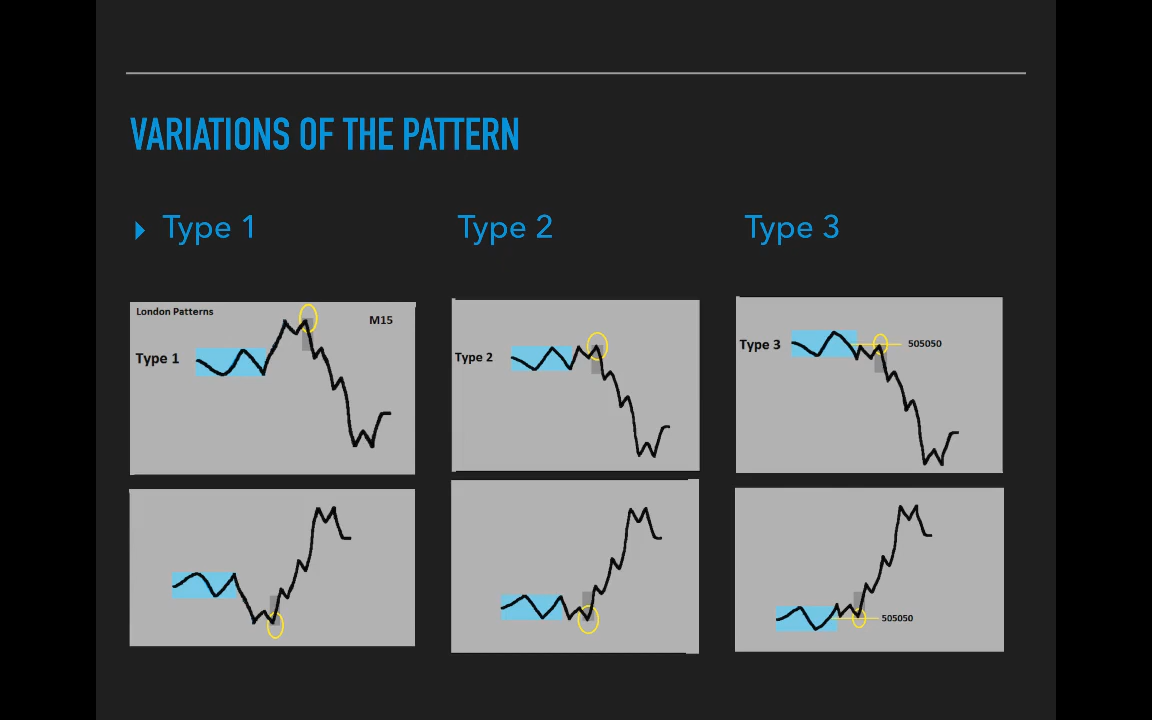 VARIATIONS OF THE PATTERN
Type 1
Type 2
Type 3
London Patterns
M15
Type 1
Type 2
Type 3
505050
505050